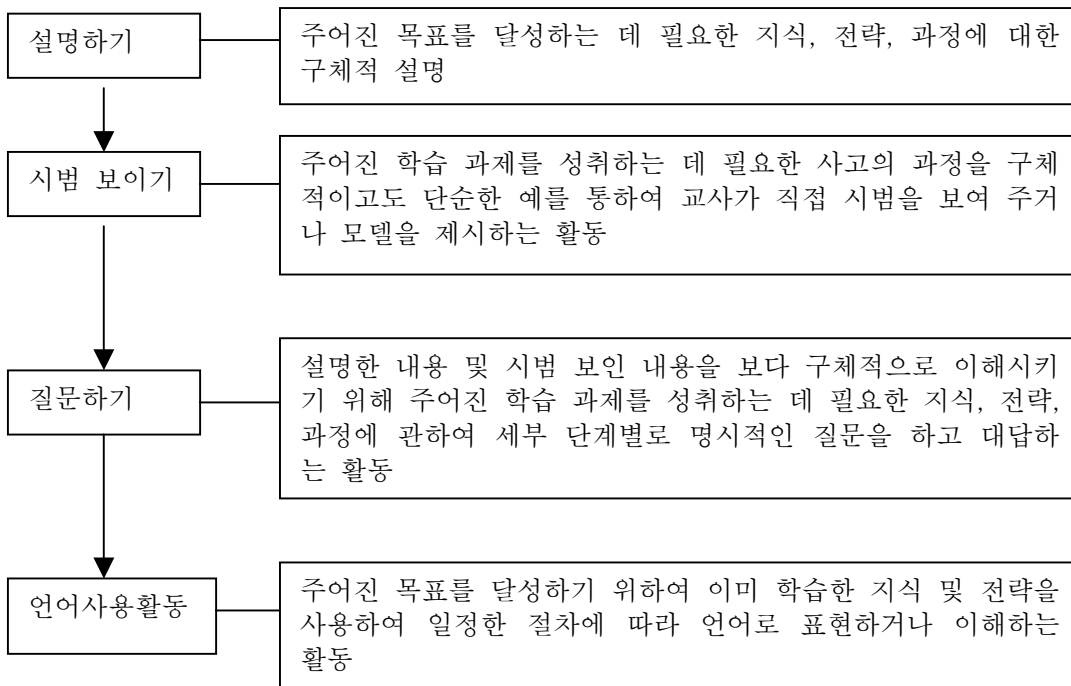 설명하기
주어진 목표를 달성하는 데 필요한 지식, 전략, 과정에 대한
구체적 설명
시범 보이기
주어진 학습 과제를 성취하는 데 필요한 사고의 과정을 구체
적이고도 단순한 예를 통하여 교사가 직접 시범을 보여 주거
나 모델을 제시하는 활동
질문하기
설명한 내용 및 시범 보인 내용을 보다 구체적으로 이해시키
기 위해 주어진 학습 과제를 성취하는 데 필요한 지식, 전략,
과정에 관하여 세부 단계별로 명시적인 질문을 하고 대답하
는 활동
언어사용활동
주어진 목표를 달성하기 위하여 이미 학습한 지식 및 전략을
사용하여 일정한 절차에 따라 언어로 표현하거나 이해하는
활동